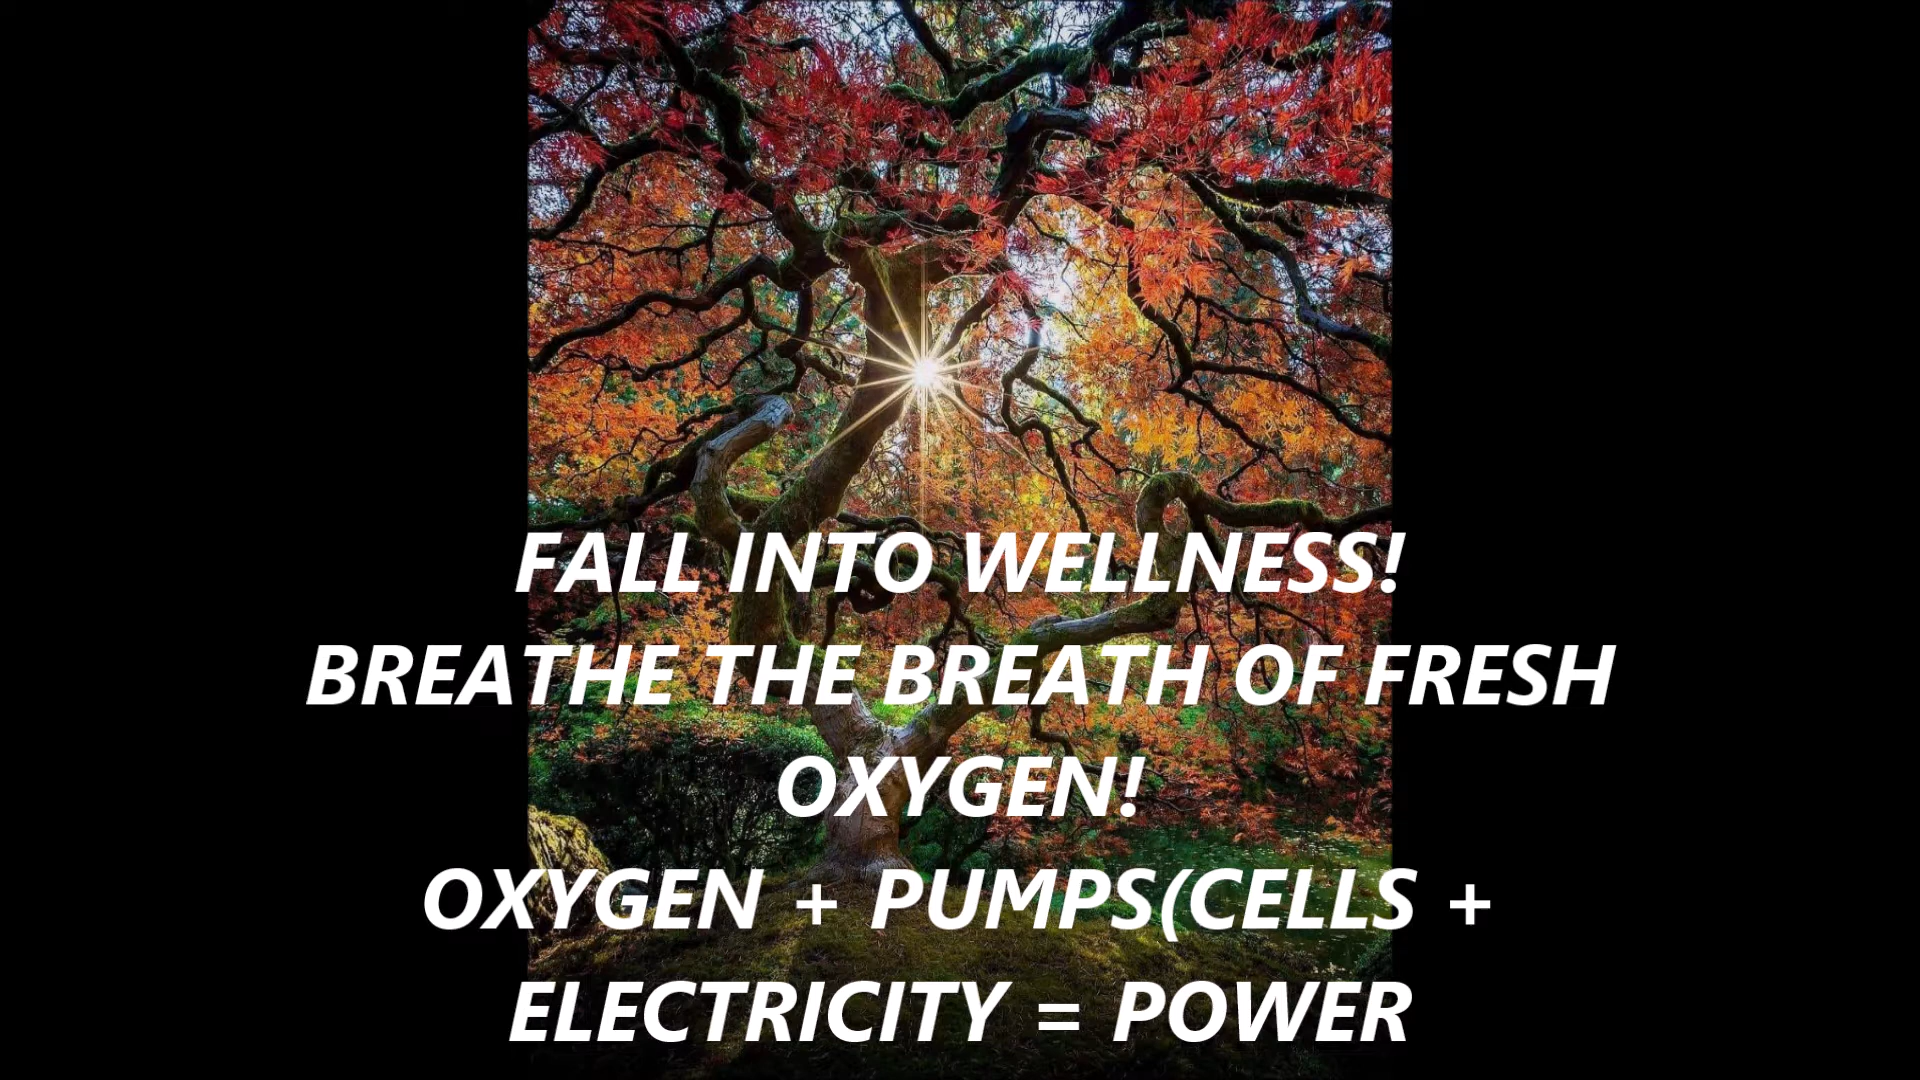 FALL INTO WELLNESS!
BREATHE THE BREATH OF FRESH
OXYGEN!
OXYGEN + PUMPS(CELLS +
ELECTRICITY = POWER